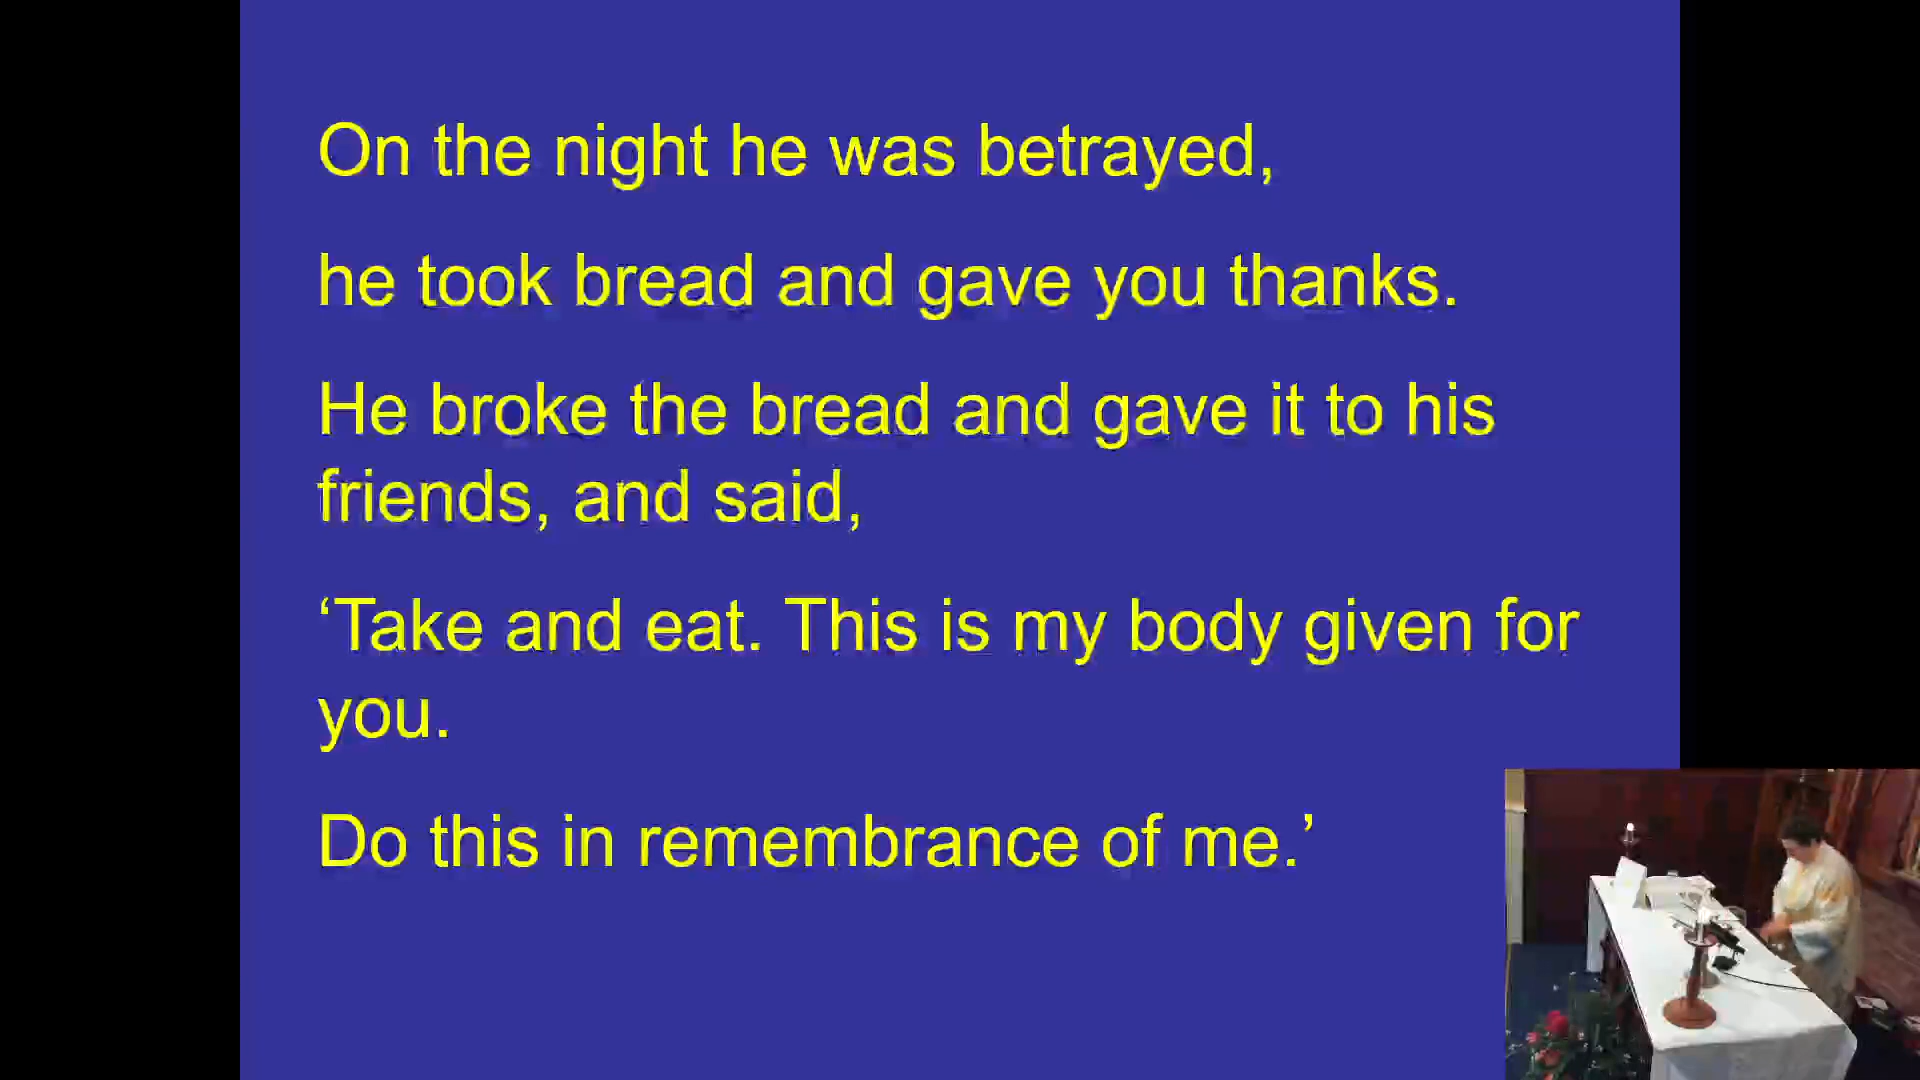 On the night he was betrayed,
he took bread and gave you thanks.
He broke the bread and gave it to his
friends, and said,
‘Take and eat. This is my body given for
you.
Do this in remembrance of me.’